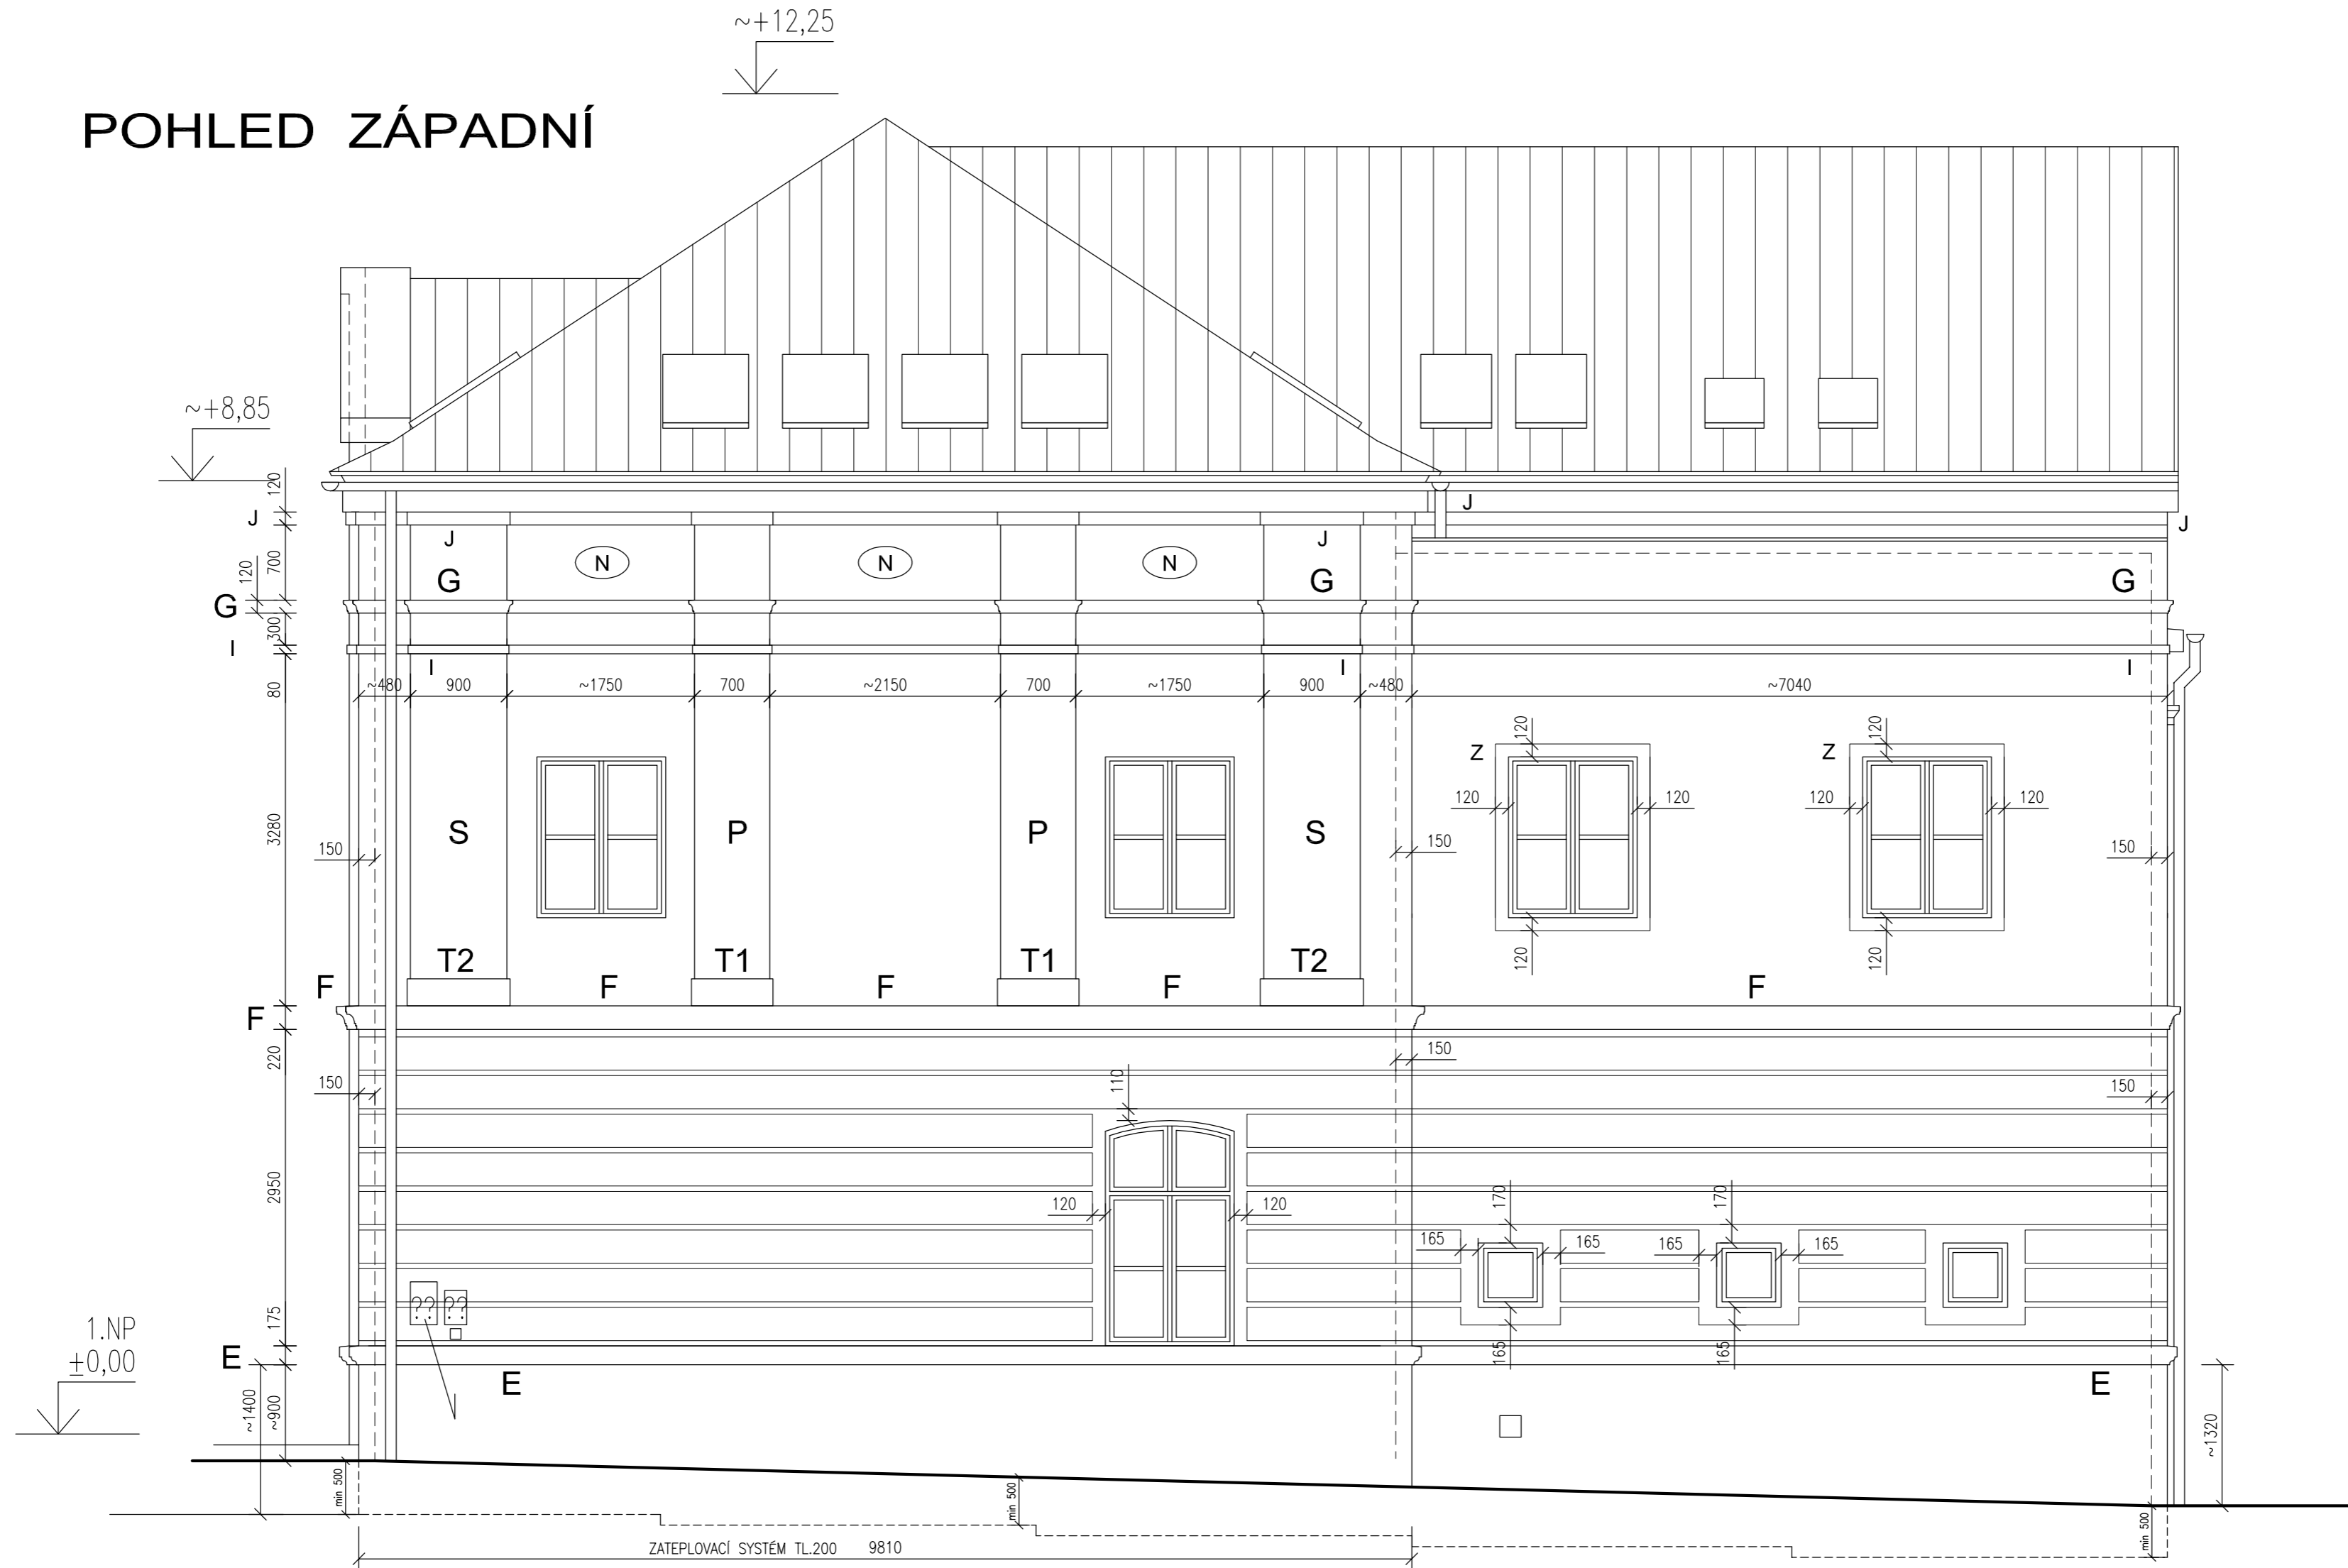 ~+12,25
POHLED ZÁPADNÍ
~+8,85
120
J
J
J
J
J
700
120
N
N
N
G
G
G
G
300
I
I
I
I
80
~480
900
~1750
700
~2150
700
~1750
900
~480
~7040
120
120
Z
Z
120
120
120
120
3280
S
P
P
S
150
150
150
120
120
T2
T1
T1
T2
F
F
F
F
F
F
220
150
150
150
110
2950
120
120
170
170
165
165
165
165
?? ??
175
165
165
1.NP
±0,00
E
E
E
~1400
~900
~1320
min 500
min 500
min 500
ZATEPLOVACÍ SYSTÉM TL.200 9810